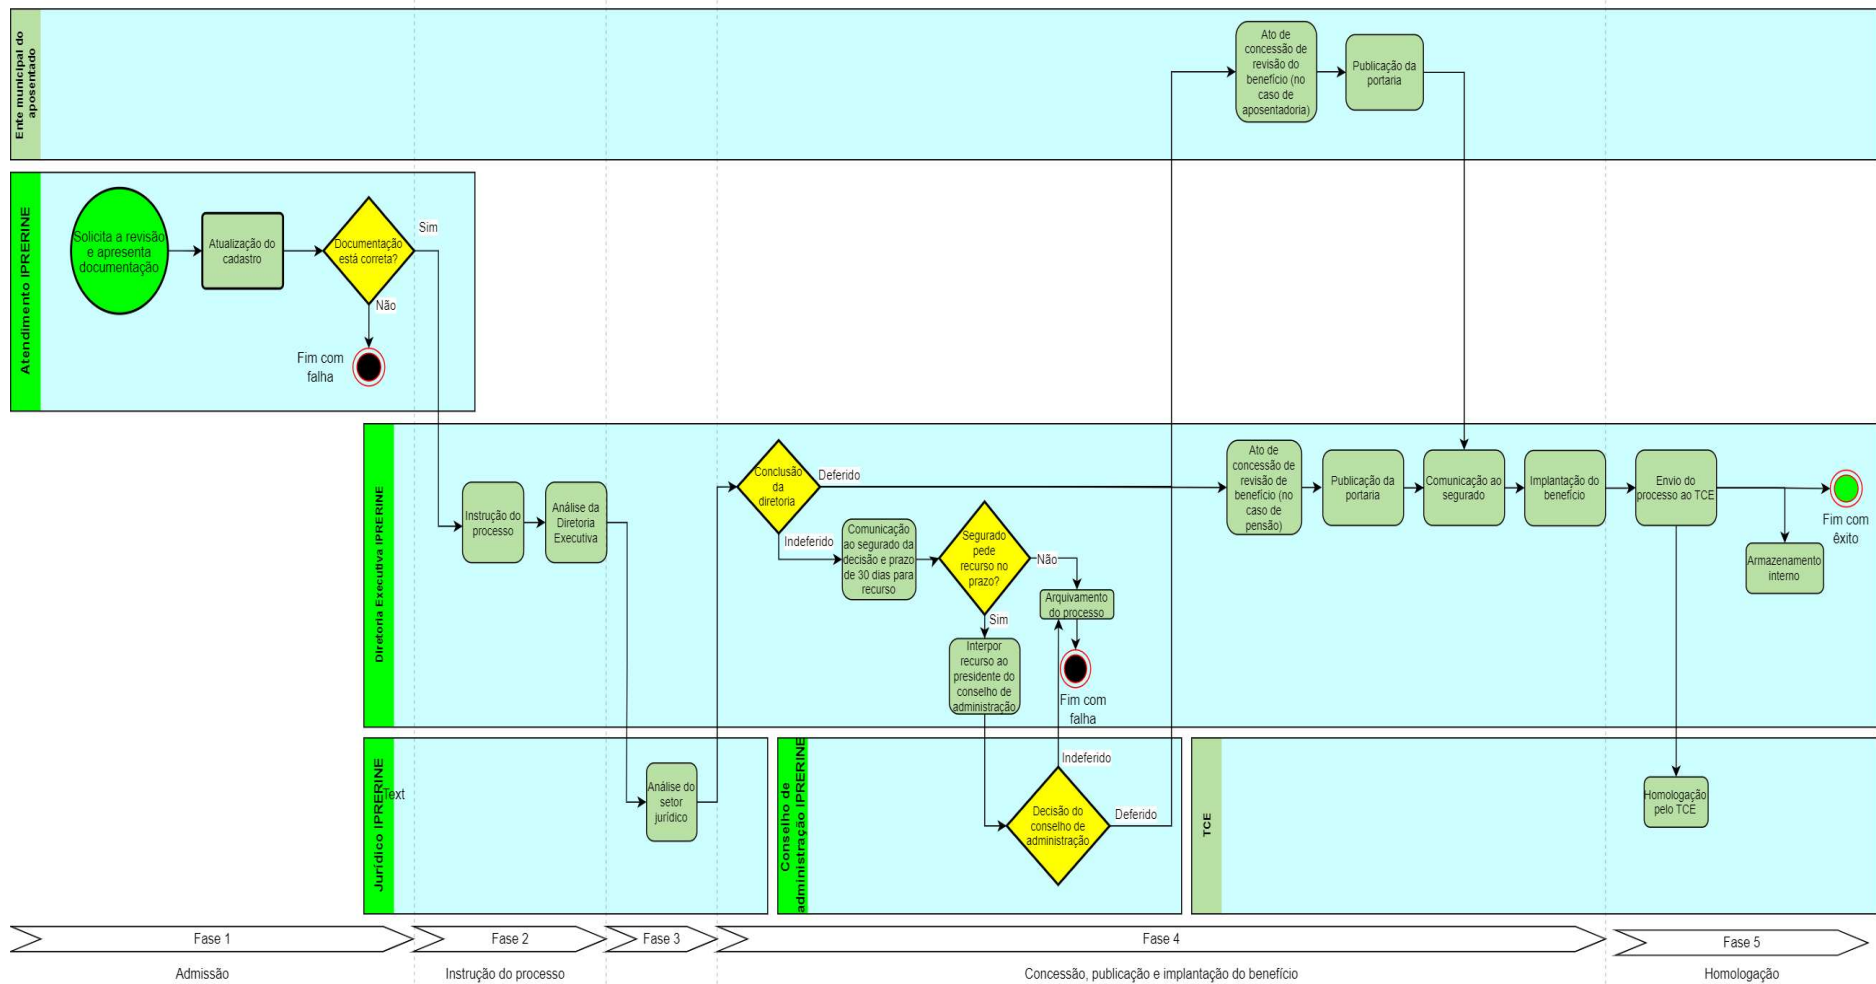 Ente municipal do
aposentado
Ato de
concessão de
revisão do
benefício (no
caso de
aposentadoria)
Publicação da
portaria
Atendimento IPRERINE
Solicita a revisão
e apresenta
documentação
Atualização do
cadastro
Documentação
está correta?
Sim
Não
Fim com
falha
Diretoria Executiva IPRERINE
Instrução do
processo
Análise da
Diretoria
Executiva
Conclusão
da
diretoria
Deferido
Indeferido
Comunicação
ao segurado da
decisão e prazo
de 30 dias para
recurso
Segurado
pede
recurso no
prazo?
Não
Sim
Arquivamento
do processo
Interpor
recurso ao
presidente do
conselho de
administração
Fim com
falha
Ato de
concessão de
revisão de
benefício (no
caso de
pensão)
Publicação da
portaria
Comunicação ao
segurado
Implantação do
benefício
Envio do
processo ao TCE
Armazenamento
interno
Fim com
êxito
Jurídico IPRERINE
Text
Análise do
setor
jurídico
Conselho de
administração IPRERINE
Indeferido
Decisão do
conselho de
administração
Deferido
TCE
Homologação
pelo TCE
Fase 1
Fase 2
Fase 3
Fase 4
Fase 5
Admissão
Instrução do processo
Concessão, publicação e implantação do benefício
Homologação